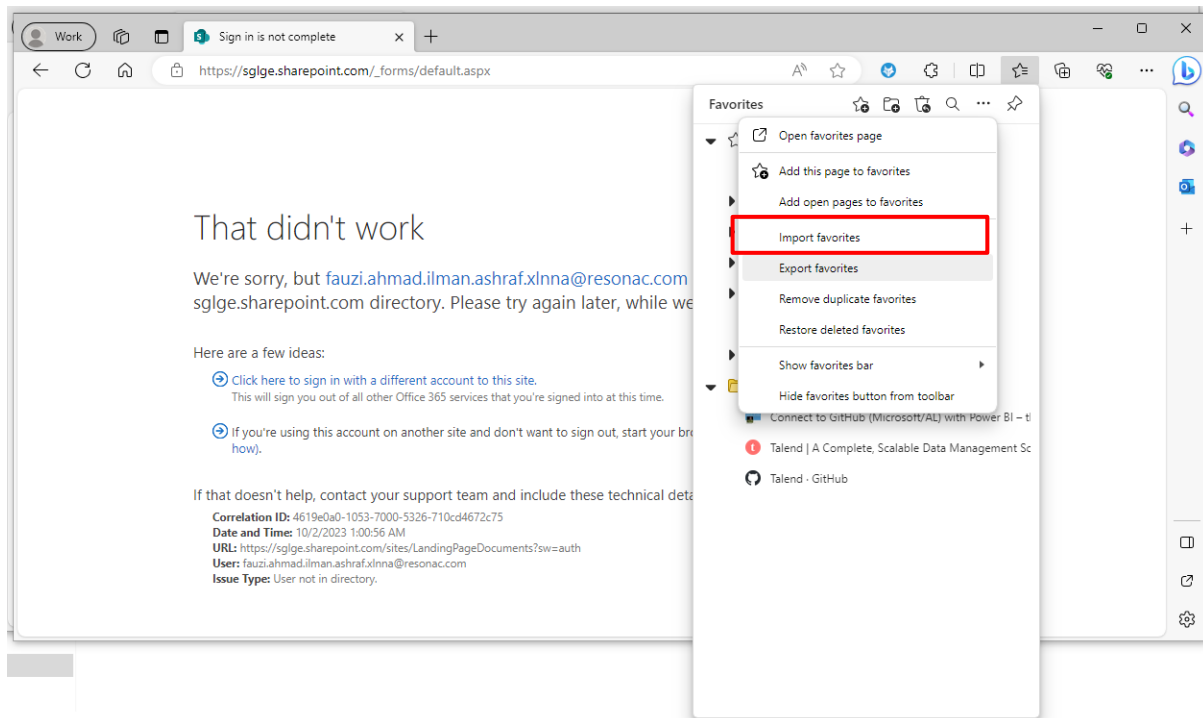 Work
Sign in is not complete
https://sglge.sharepoint.com/_forms/default.aspx
Favorites
Open favorites page
Add this page to favorites
Add open pages to favorites
Import favorites
Export favorites
Remove duplicate favorites
Restore deleted favorites
Show favorites bar
Hide favorites button from toolbar
Connect to GitHub (Microsoft/AL) with Power BI – t
Talend | A Complete, Scalable Data Management Sc
Talend · GitHub
That didn't work
We're sorry, but fauzi.ahmad.ilman.ashraf.xlnna@resonac.com
sglge.sharepoint.com directory. Please try again later, while we
Here are a few ideas:
Click here to sign in with a different account to this site.
This will sign you out of all other Office 365 services that you're signed into at this time.
If you're using this account on another site and don't want to sign out, start your bro
how).
If that doesn't help, contact your support team and include these technical deta
Correlation ID: 4619e0a0-1053-7000-5326-710cd4672c75
Date and Time: 10/2/2023 1:00:56 AM
URL: https://sglge.sharepoint.com/sites/LandingPageDocuments?sw=auth
User: fauzi.ahmad.ilman.ashraf.xlnna@resonac.com
Issue Type: User not in directory.